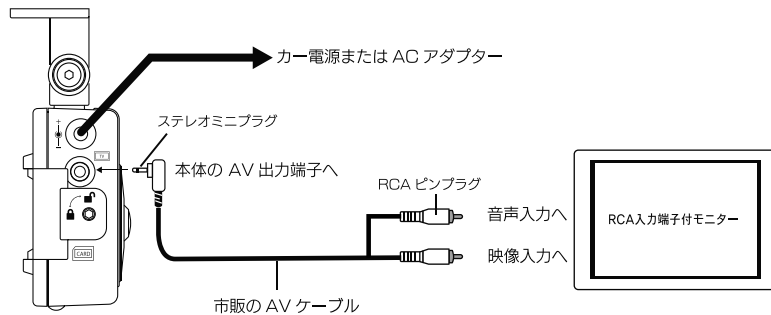 カー電源または AC アダプター
ステレオミニプラグ
TV
本体の AV 出力端子へ
RCA ピンプラグ
音声入力へ
RCA入力端子付モニター
映像入力へ
CARD
市販の AV ケーブル